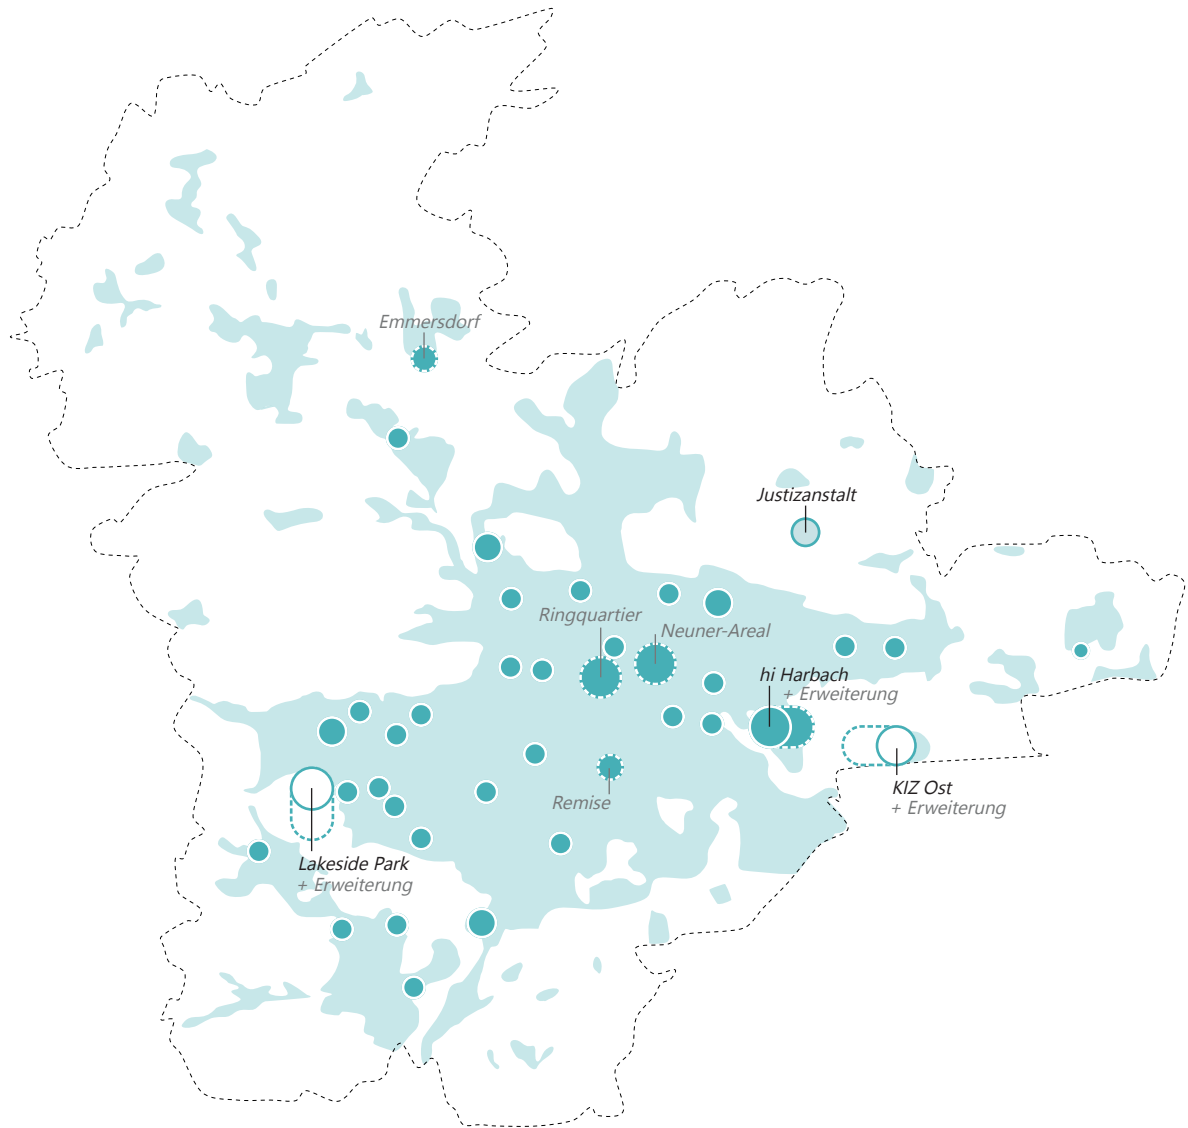 Emmersdorf
Justizanstalt
Ringquartier
Neuner-Areal
hi Harbach
+ Erweiterung
KIZ Ost
+ Erweiterung
Remise
Lakeside Park
+ Erweiterung